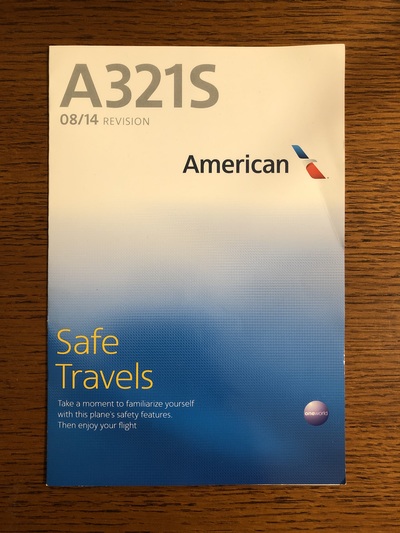 A321S
08/14 REVISION
American
Safe
Travels
Take a moment to familiarize yourself
with this plane's safety features.
Then enjoy your flight
oneworld